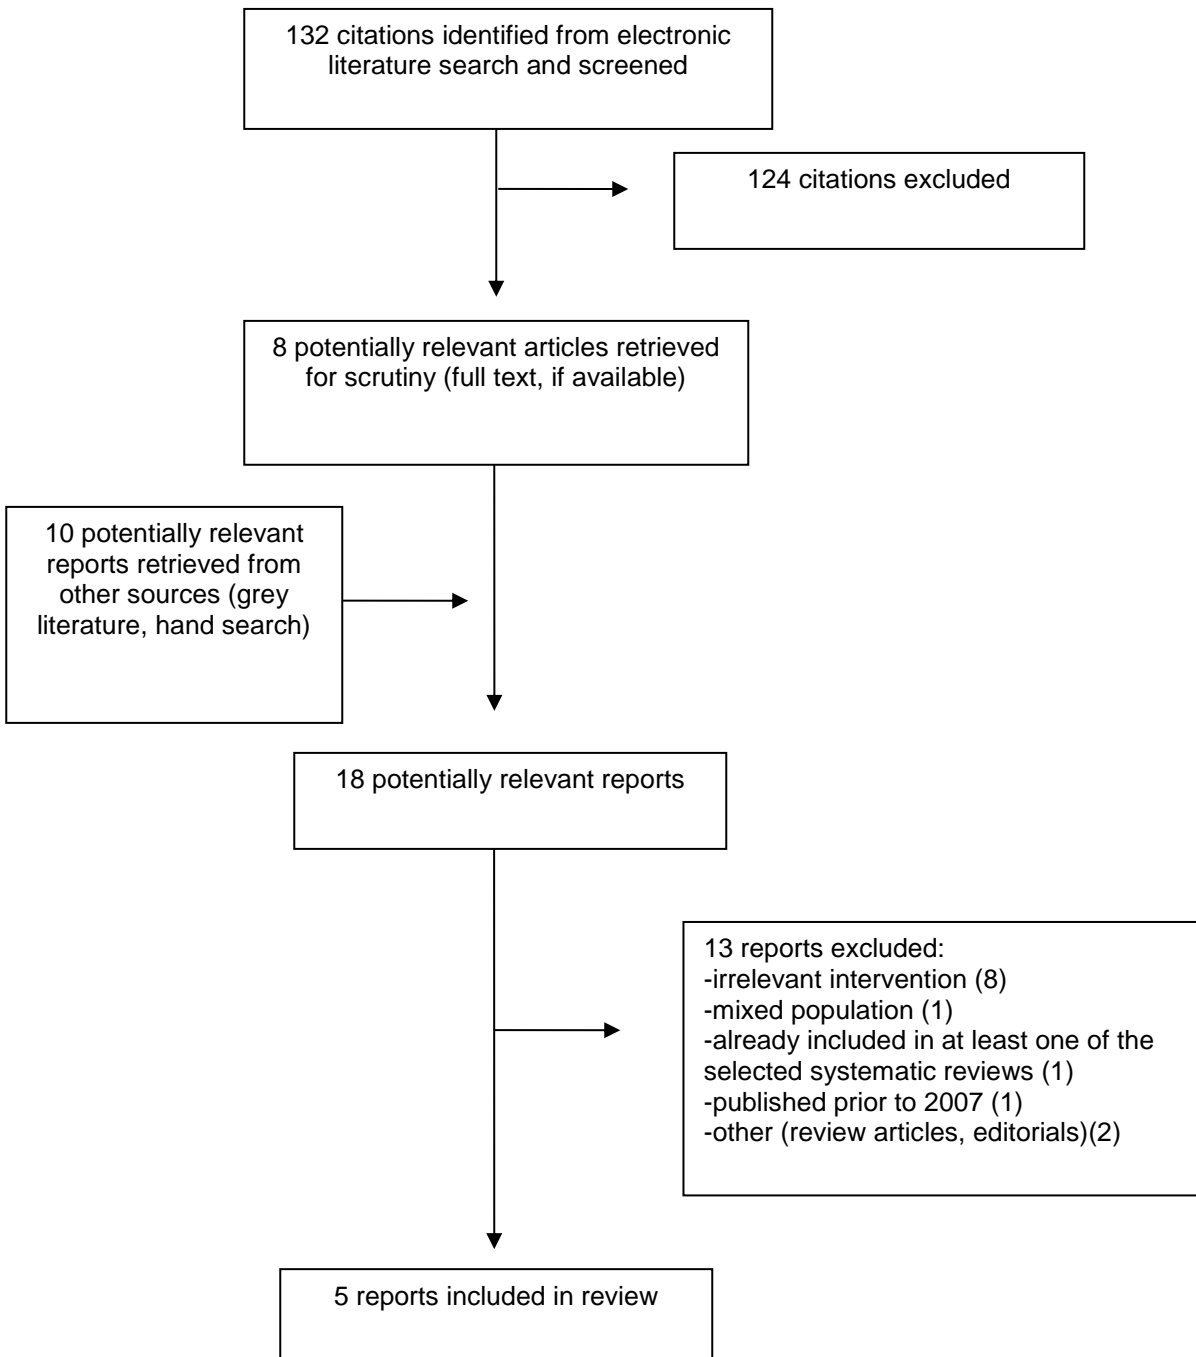 132 citations identified from electronic
literature search and screened
124 citations excluded
8 potentially relevant articles retrieved
for scrutiny (full text, if available)
10 potentially relevant
reports retrieved from
other sources (grey
literature, hand search)
18 potentially relevant reports
13 reports excluded:
-irrelevant intervention (8)
-mixed population (1)
-already included in at least one of the
selected systematic reviews (1)
-published prior to 2007 (1)
-other (review articles, editorials)(2)
5 reports included in review